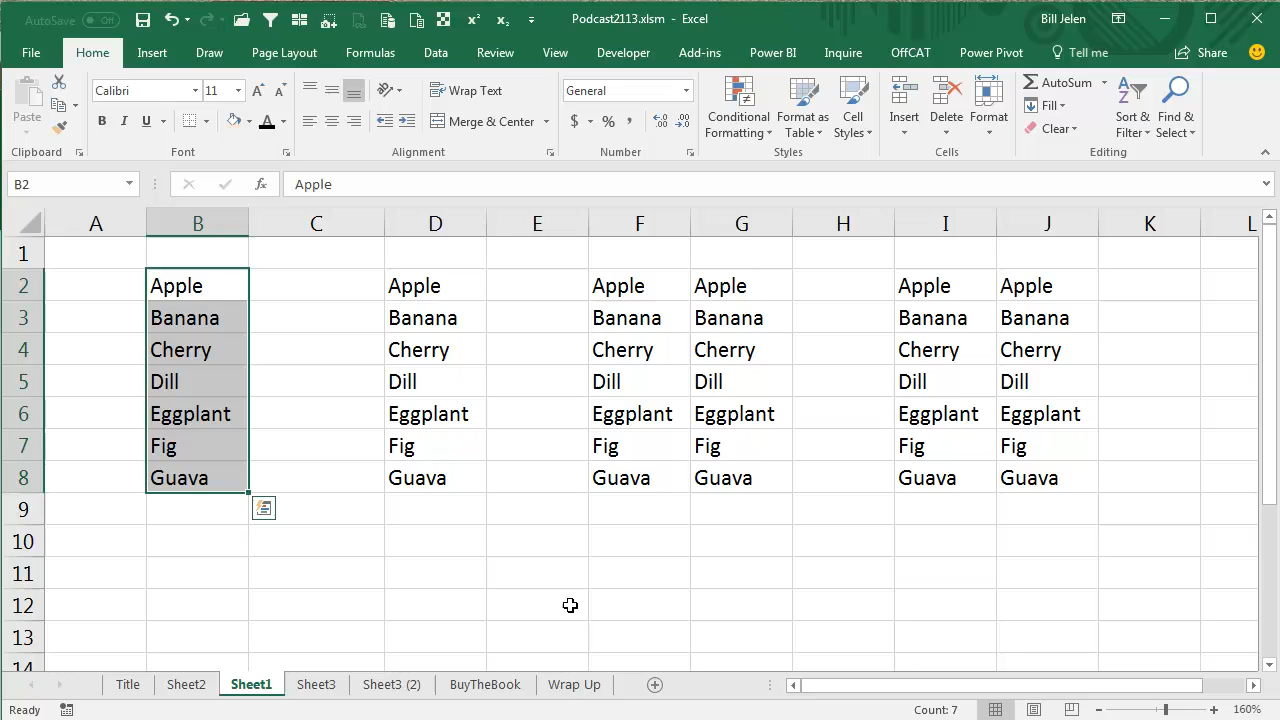 AutoSave Off Podcast2113.xlsm - Excel Bill Jelen
File Home Insert Draw Page Layout Formulas Data Review View Developer Add-ins Power BI Inquire OffCAT Power Pivot Tell me Share
Paste Calibri 11 Wrap Text General Conditional Formatting Format as Table Cell Styles Insert Delete Format AutoSum Sort & Filter Find & Select
Fill
B I U Merge & Center $ % , Clear
Clipboard Font Alignment Number Styles Cells Editing
B2 fx Apple
A B C D E F G H I J K L
1
2 Apple Apple Apple Apple Apple Apple
3 Banana Banana Banana Banana Banana Banana
4 Cherry Cherry Cherry Cherry Cherry Cherry
5 Dill Dill Dill Dill Dill Dill
6 Eggplant Eggplant Eggplant Eggplant Eggplant Eggplant
7 Fig Fig Fig Fig Fig Fig
8 Guava Guava Guava Guava Guava Guava
9
10
11
12
13
14
Title Sheet2 Sheet1 Sheet3 Sheet3 (2) BuyTheBook Wrap Up
Ready Count: 7 160%